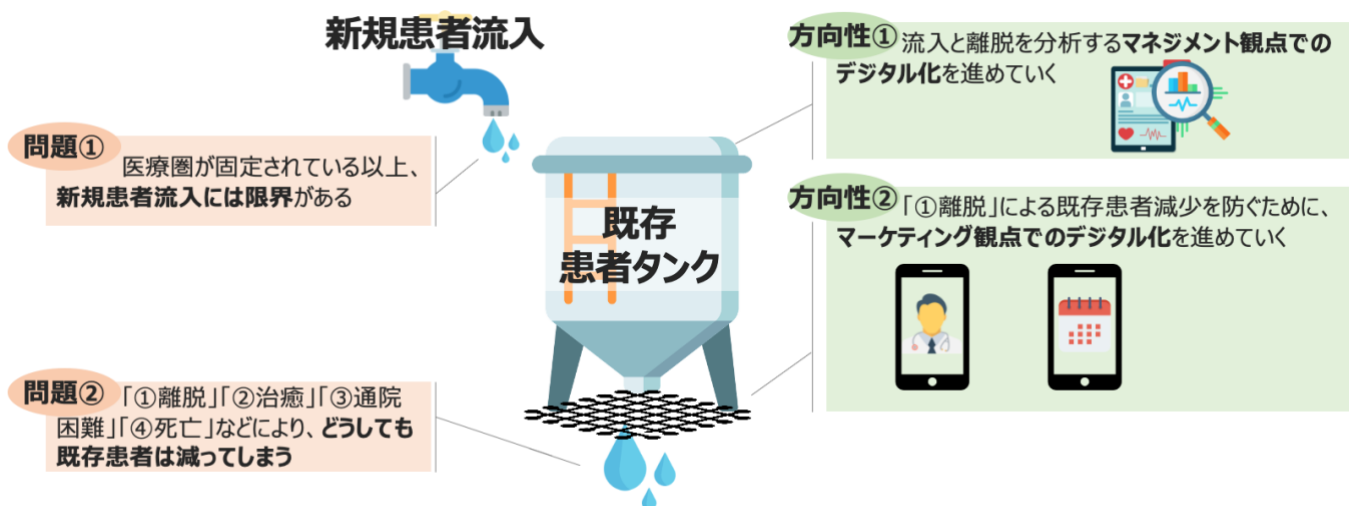 新規患者流入
問題①
医療圏が固定されている以上、
新規患者流入には限界がある
既存
患者タンク
問題②
「①離脱」「②治癒」「③通院
困難」「④死亡」などにより、どうしても
既存患者は減ってしまう
方向性①
流入と離脱を分析するマネジメント観点での
デジタル化を進めていく
方向性②
「①離脱」による既存患者減少を防ぐために、
マーケティング観点でのデジタル化を進めていく